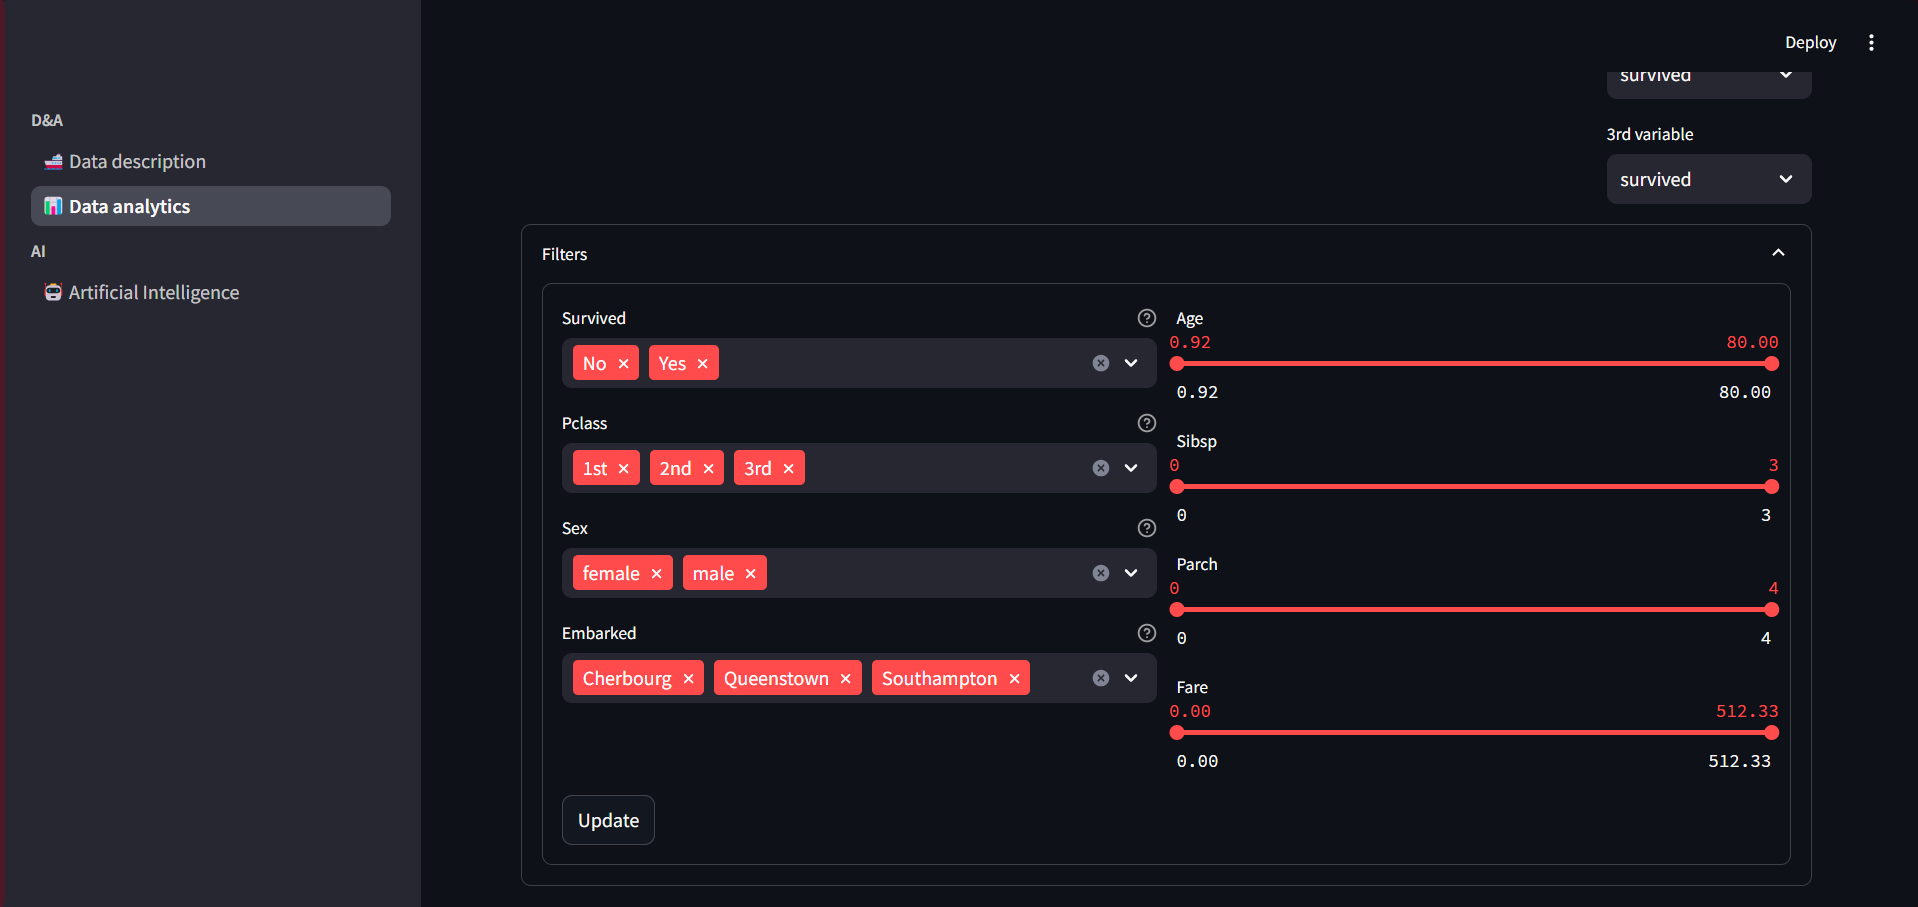 Deploy
survived
D&A
Data description
Data analytics
AI
Artificial Intelligence
3rd variable
survived
Filters
Survived
No
Yes
Pclass
1st
2nd
3rd
Sex
female
male
Embarked
Cherbourg
Queenstown
Southampton
Age
0.92 80.00
0.92 80.00
Sibsp
0 3
0 3
Parch
0 4
0 4
Fare
0.00 512.33
0.00 512.33
Update